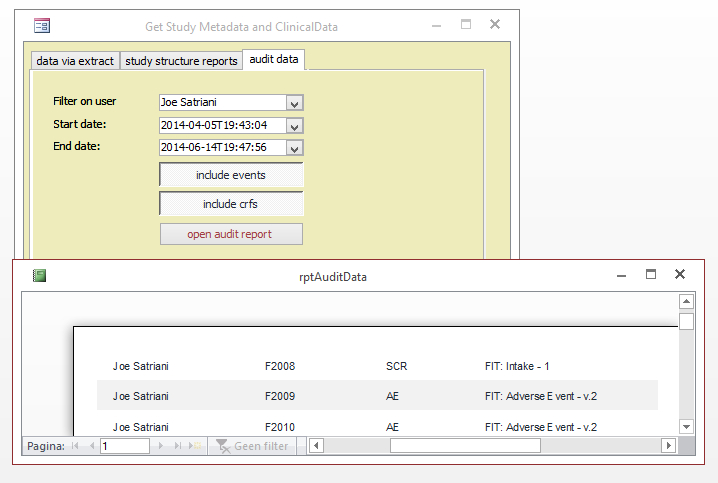 Get Study Metadata and ClinicalData
data via extract study structure reports audit data
Filter on user Joe Satriani
Start date: 2014-04-05T19:43:04
End date: 2014-06-14T19:47:56
include events
include crfs
open audit report
rptAuditData
Joe Satriani F2008 SCR FIT: Intake - 1
Joe Satriani F2009 AE FIT: Adverse Event - v.2
Joe Satriani F2010 AE FIT: Adverse Event - v.2
Pagina: 1 Geen filter